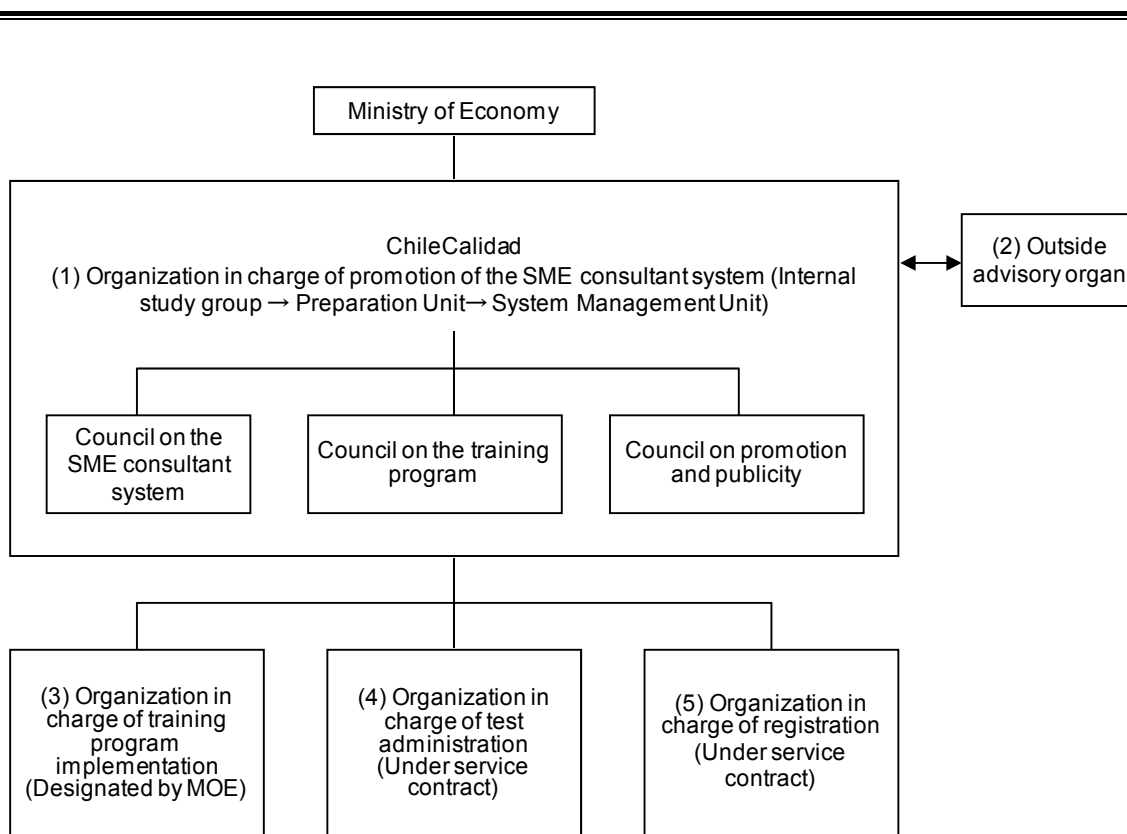 Ministry of Economy
ChileCalidad
(1) Organization in charge of promotion of the SME consultant system (Internal
study group → Preparation Unit→ System Management Unit)
(2) Outside
advisory organ
Council on the
SME consultant
system
Council on the training
program
Council on promotion
and publicity
(3) Organization in
charge of training
program
implementation
(Designated by MOE)
(4) Organization in
charge of test
administration
(Under service
contract)
(5) Organization in
charge of registration
(Under service
contract)